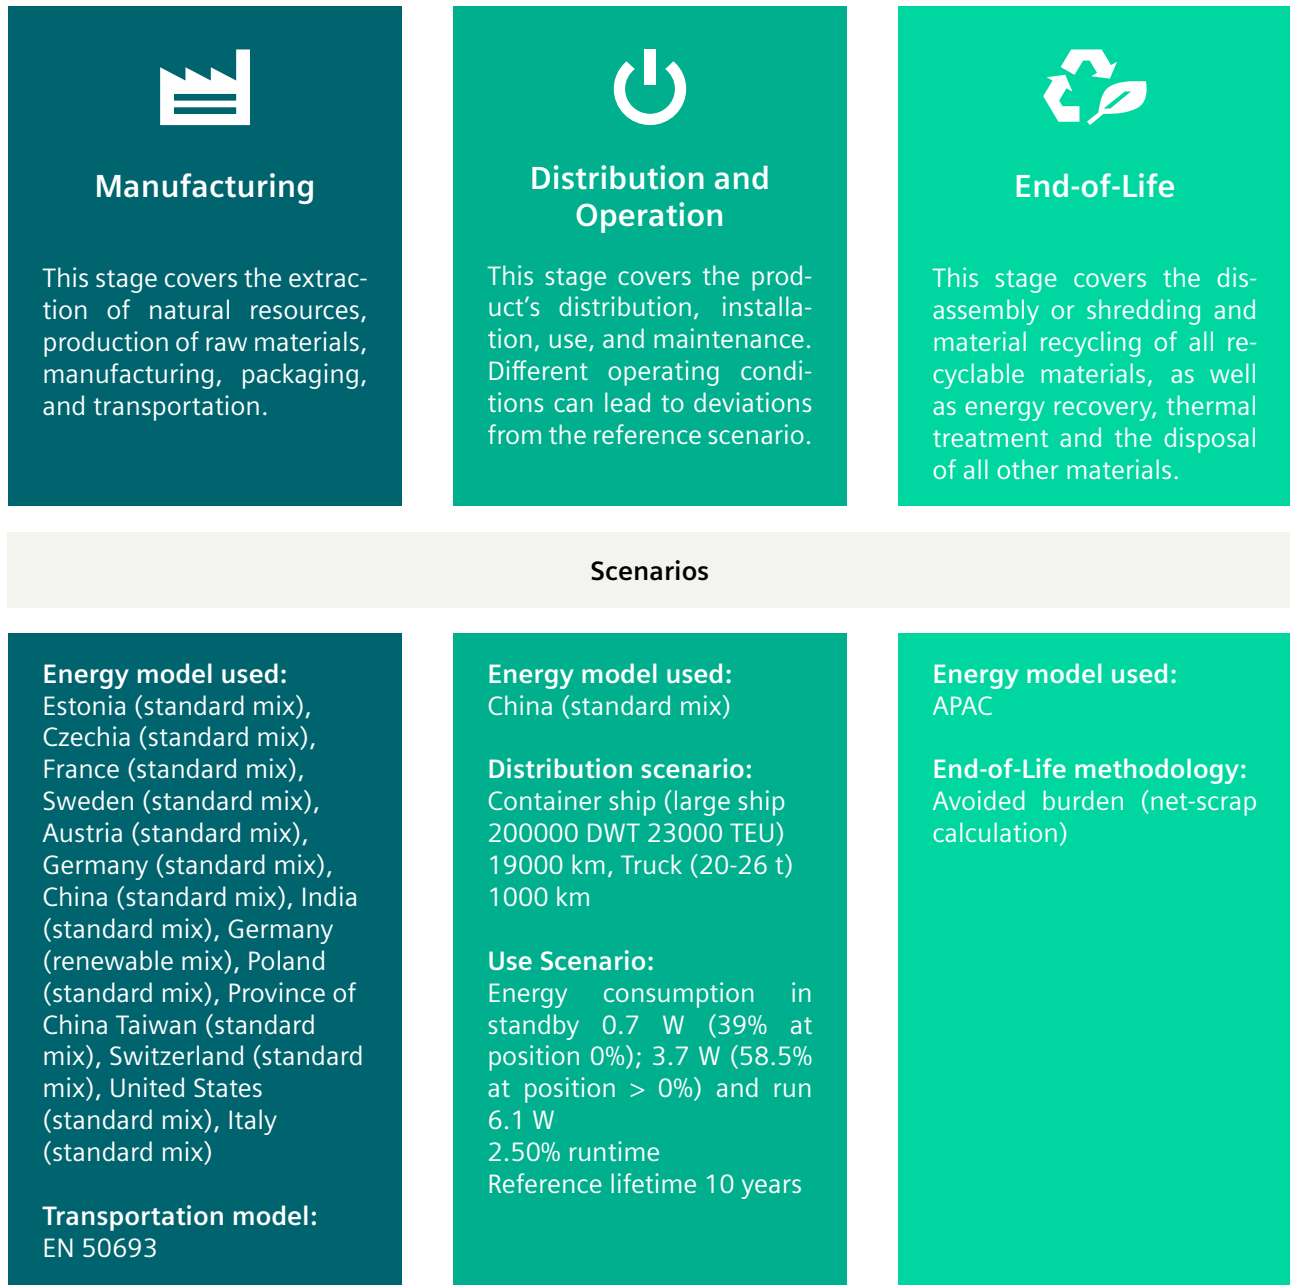 Manufacturing
This stage covers the extrac-
tion of natural resources,
production of raw materials,
manufacturing, packaging,
and transportation.
Distribution and
Operation
This stage covers the prod-
uct's distribution, installa-
tion, use, and maintenance.
Different operating condi-
tions can lead to deviations
from the reference scenario.
End-of-Life
This stage covers the dis-
assembly or shredding and
material recycling of all re-
cyclable materials, as well
as energy recovery, thermal
treatment and the disposal
of all other materials.
Scenarios
Energy model used:
Estonia (standard mix),
Czechia (standard mix),
France (standard mix),
Sweden (standard mix),
Austria (standard mix),
Germany (standard mix),
China (standard mix), India
(standard mix), Germany
(renewable mix), Poland
(standard mix), Province of
China Taiwan (standard
mix), Switzerland (standard
mix), United States
(standard mix), Italy
(standard mix)
Transportation model:
EN 50693
Energy model used:
China (standard mix)
Distribution scenario:
Container ship (large ship
200000 DWT 23000 TEU)
19000 km, Truck (20-26 t)
1000 km
Use Scenario:
Energy consumption in
standby 0.7 W (39% at
position 0%); 3.7 W (58.5%
at position > 0%) and run
6.1 W
2.50% runtime
Reference lifetime 10 years
Energy model used:
APAC
End-of-Life methodology:
Avoided burden (net-scrap
calculation)